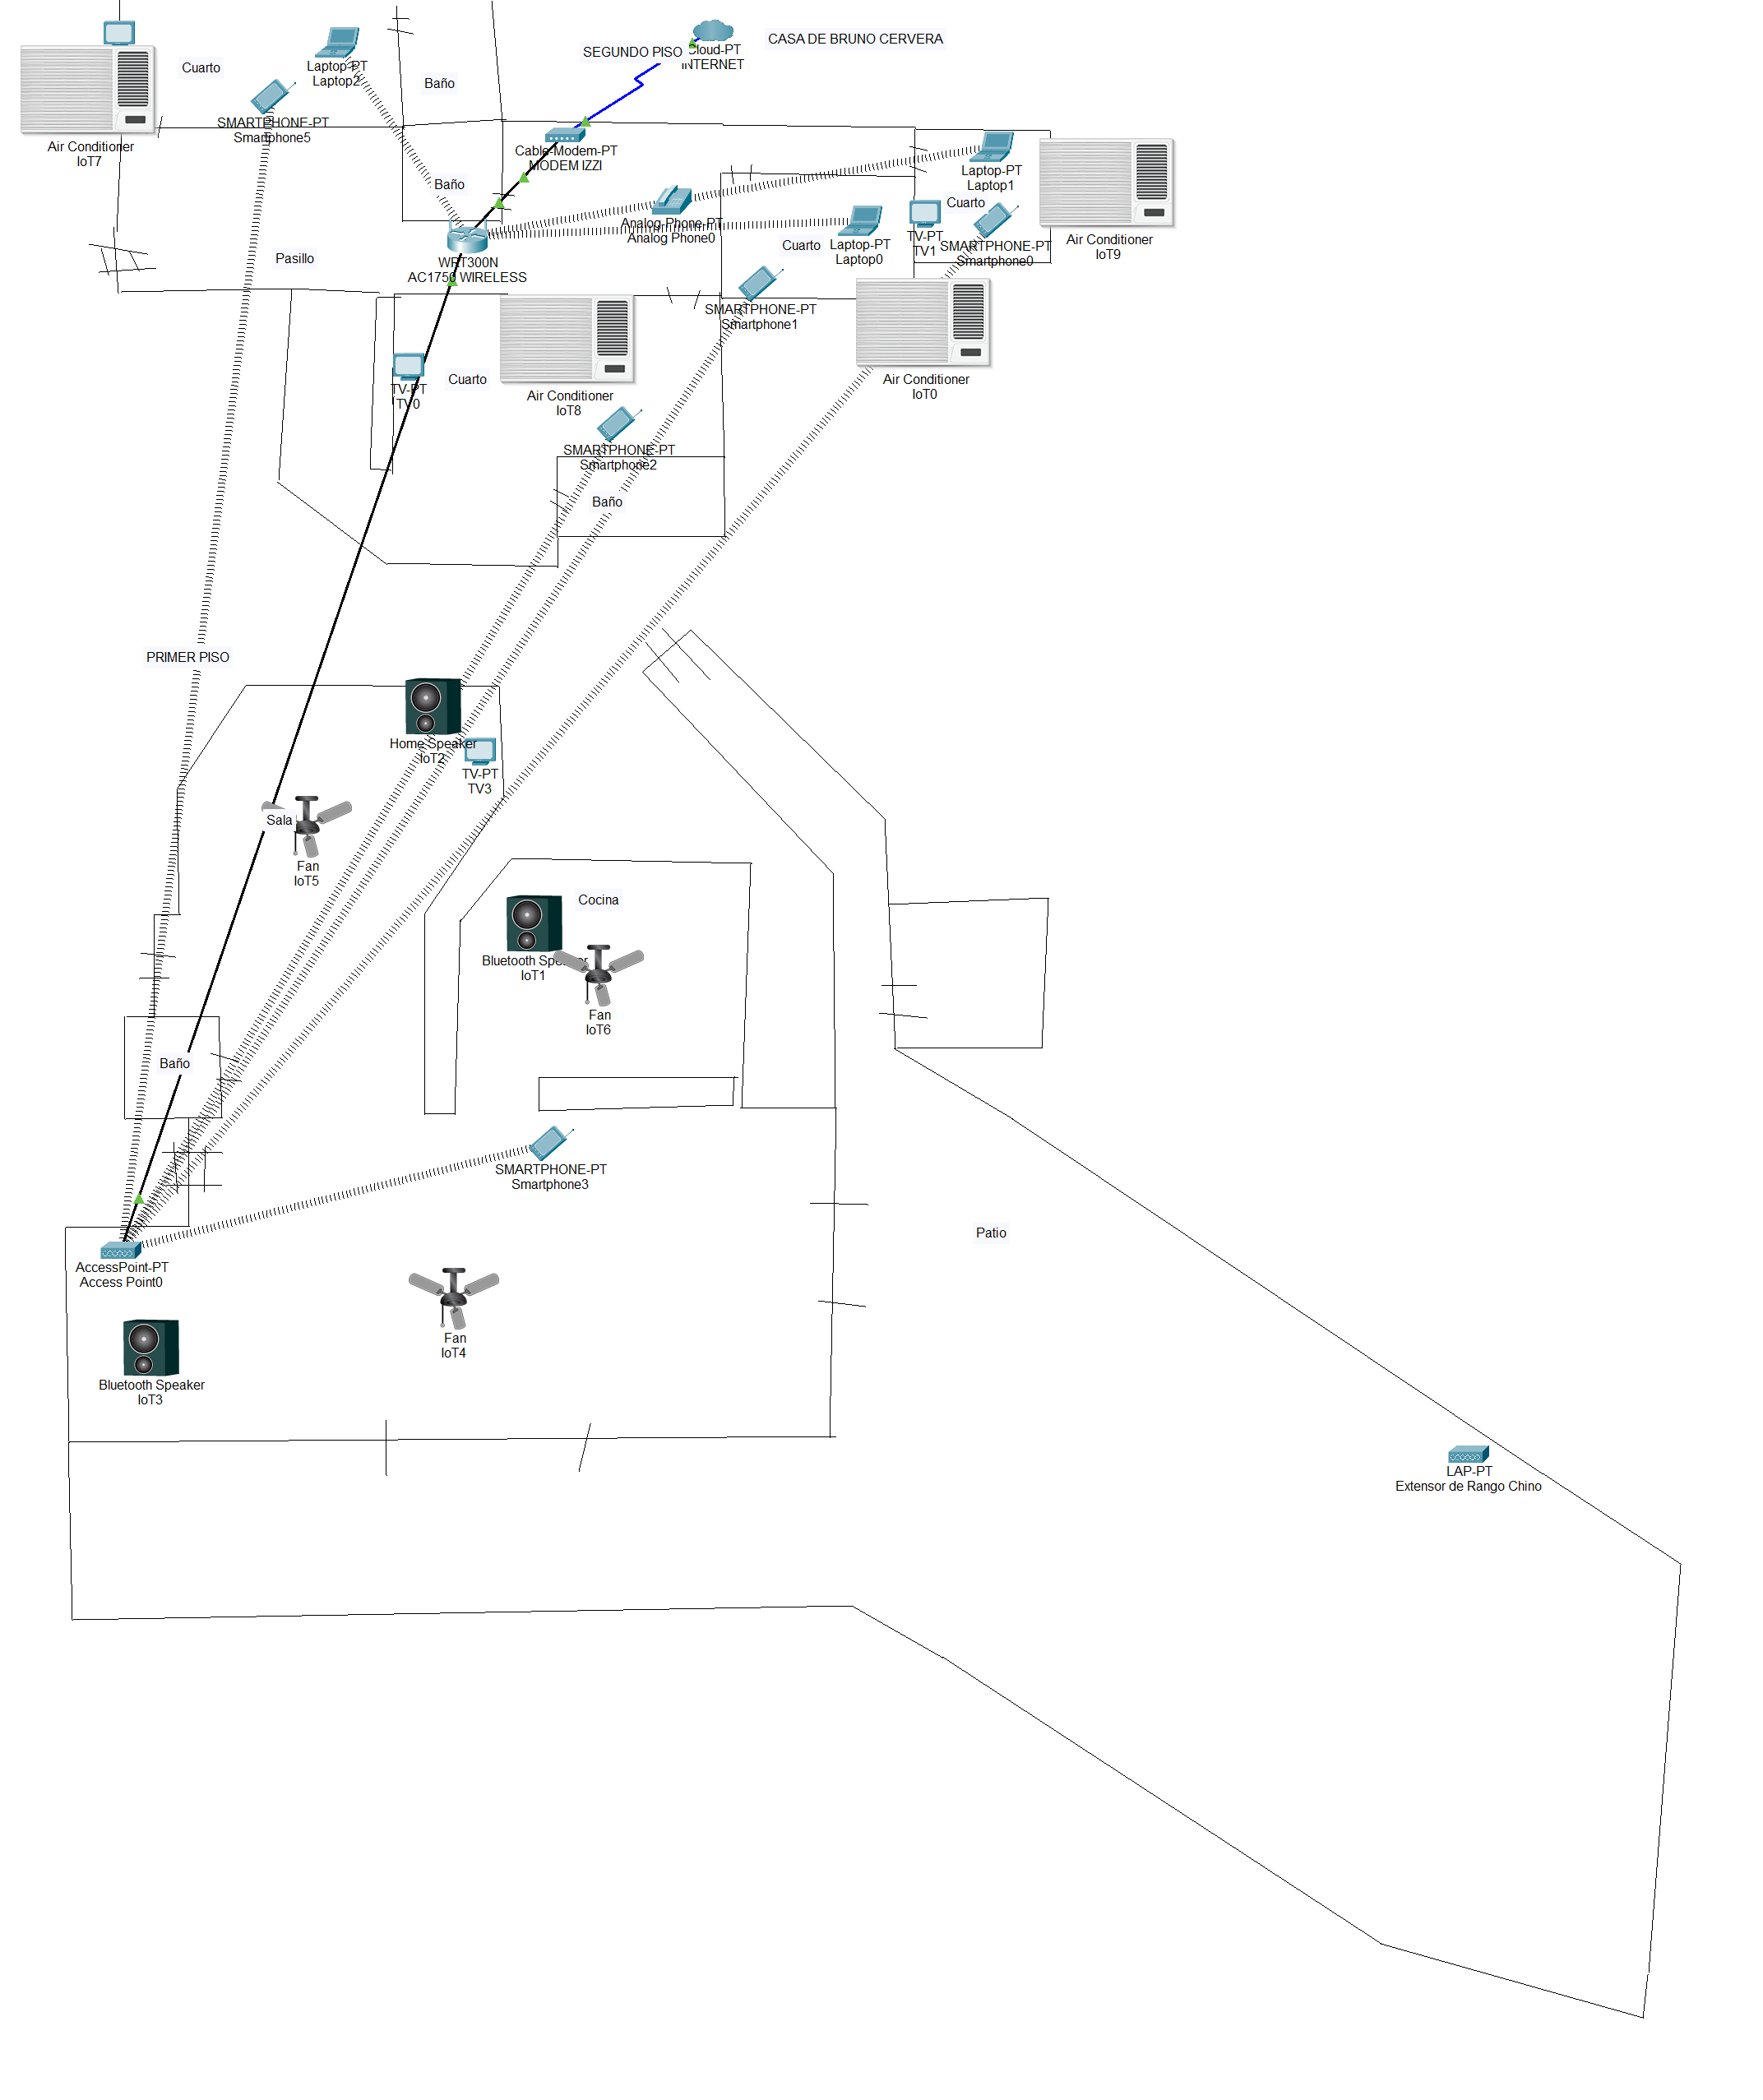 CASA DE BRUNO CERVERA
SEGUNDO PISO
Cloud-PT
INTERNET
Cuarto
Laptop-PT
Laptop2
Baño
SMARTPHONE-PT
Smartphone5
Air Conditioner
IoT7
Cable-Modem-PT
MODEM IZZI
Laptop-PT
Laptop1
Baño
Cuarto
Analog-Phone-PT
Analog Phone0
Cuarto
Laptop-PT
Laptop0
TV-PT
TV1
SMARTPHONE-PT
Smartphone0
Air Conditioner
IoT9
Pasillo
WRT300N
AC1750 WIRELESS
SMARTPHONE-PT
Smartphone1
TV-PT
TV0
Cuarto
Air Conditioner
IoT8
Air Conditioner
IoT0
SMARTPHONE-PT
Smartphone2
Baño
PRIMER PISO
Home Speaker
IoT2
TV-PT
TV3
Sala
Fan
IoT5
Cocina
Bluetooth Speaker
IoT1
Fan
IoT6
Baño
SMARTPHONE-PT
Smartphone3
Patio
AccessPoint-PT
Access Point0
Fan
IoT4
Bluetooth Speaker
IoT3
LAP-PT
Extensor de Rango Chino